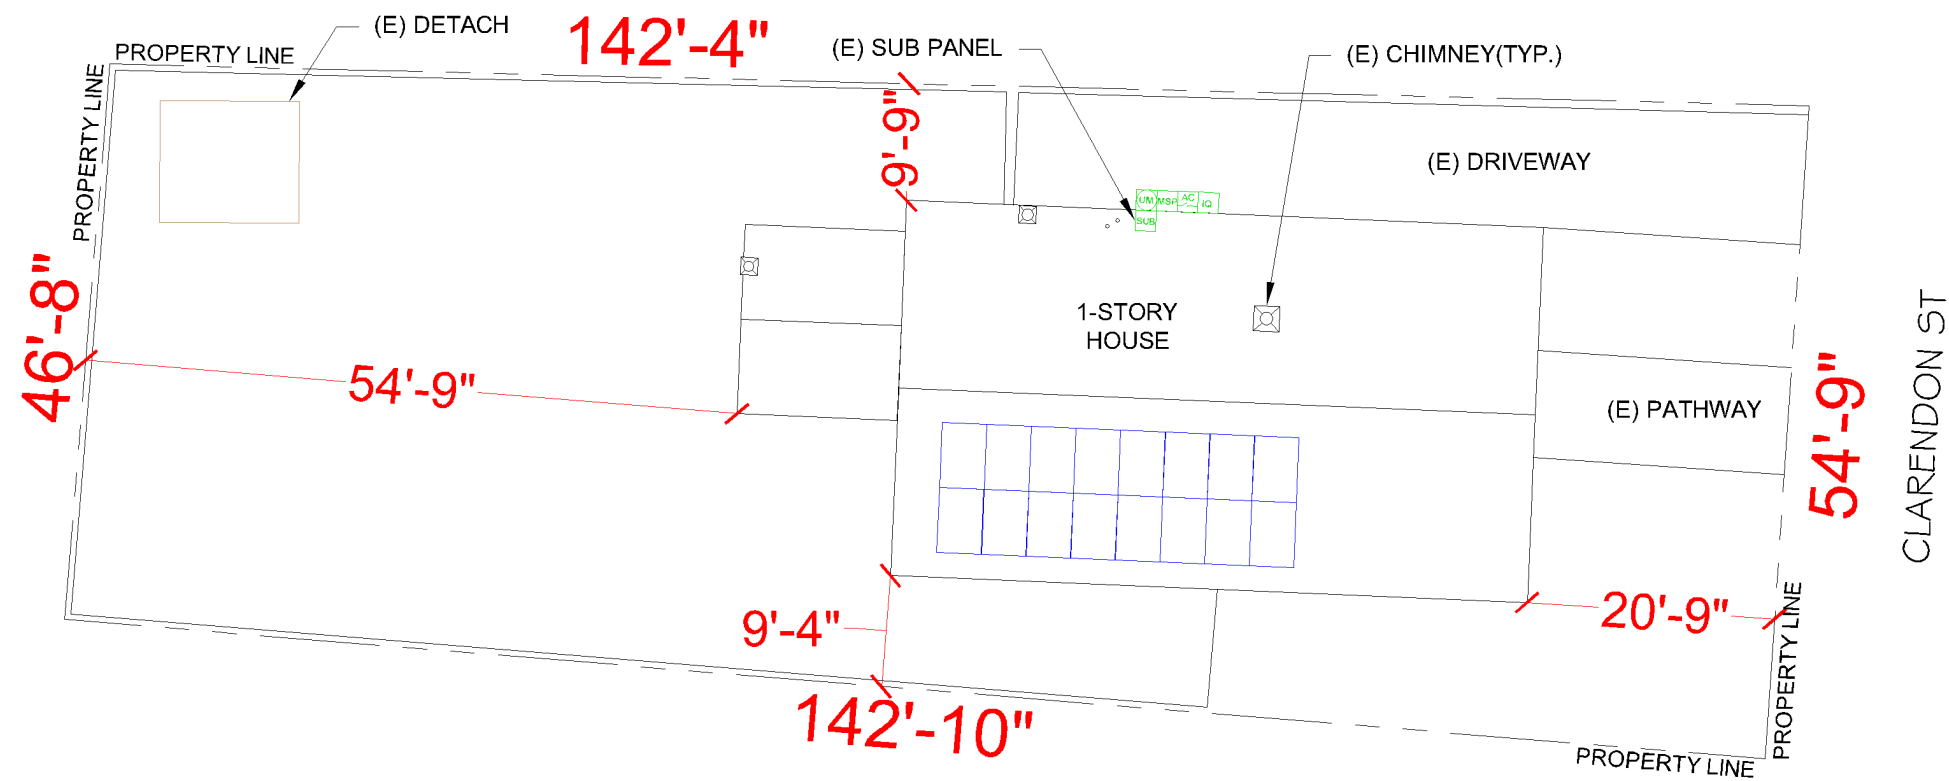 (E) DETACH
142'-4"
(E) SUB PANEL
(E) CHIMNEY(TYP.)
PROPERTY LINE
PROPERTY LINE
9'-9"
(E) DRIVEWAY
UM
MSP
AC
IQ
SUB
46'-8"
1-STORY
HOUSE
54'-9"
(E) PATHWAY
54'-9"
CLARENDON ST
9'-4"
20'-9"
142'-10"
PROPERTY LINE
PROPERTY LINE